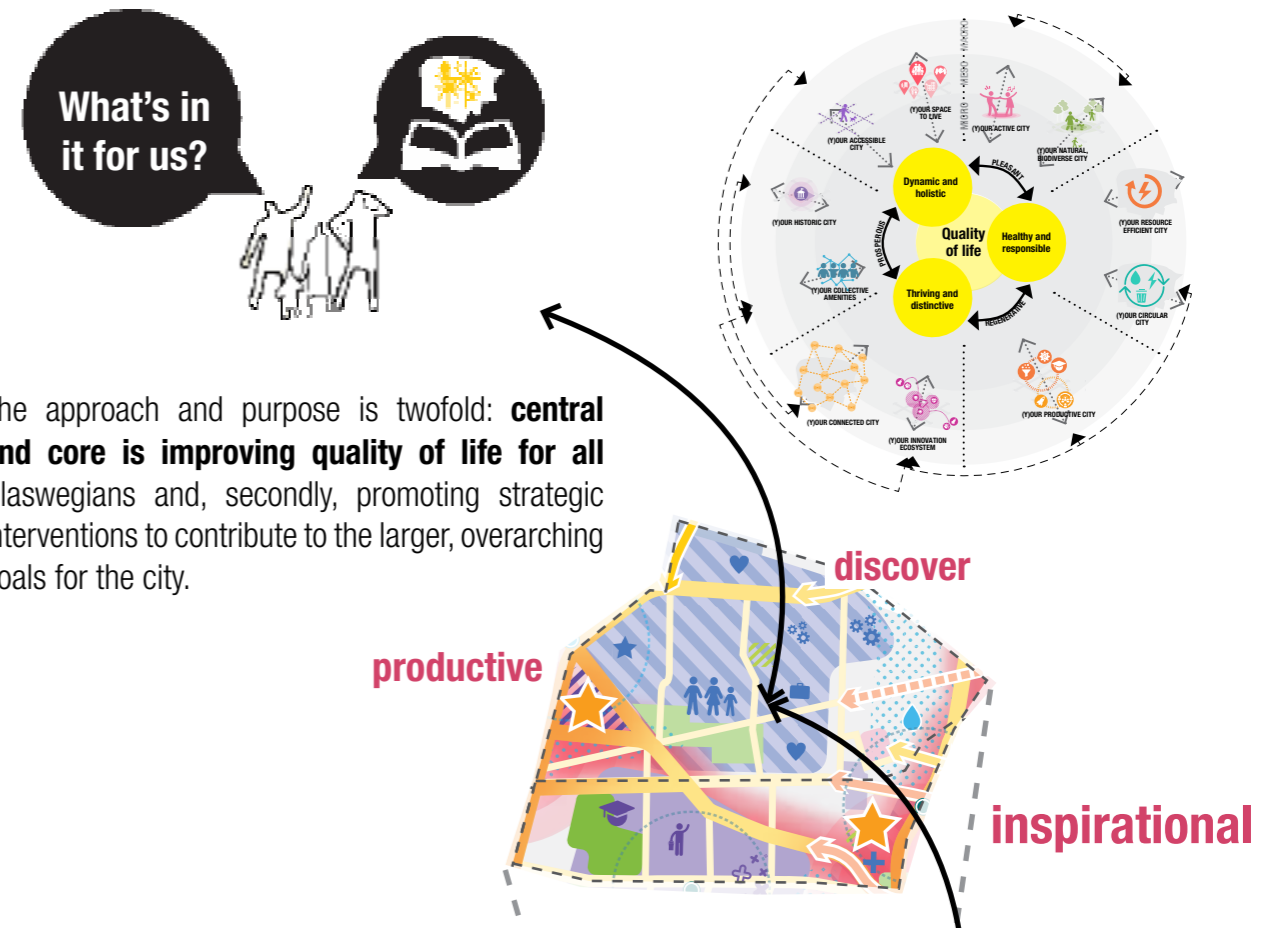 What's in
it for us?
MICRO MESO MACRO
(Y)OUR SPACE
TO LIVE
(Y)OUR ACTIVE CITY
(Y)OUR NATURAL,
BIODIVERSE CITY
(Y)OUR ACCESSIBLE
CITY
(Y)OUR HISTORIC CITY
(Y)OUR RESOURCE
EFFICIENT CITY
(Y)OUR COLLECTIVE
AMENITIES
(Y)OUR CIRCULAR
CITY
(Y)OUR CONNECTED CITY
(Y)OUR INNOVATION
ECOSYSTEM
(Y)OUR PRODUCTIVE CITY
Dynamic and
holistic
PLEASANT
Quality
of life
Healthy and
responsible
PROSPEROUS
Thriving and
distinctive
REGENERATIVE
he approach and purpose is twofold: central
nd core is improving quality of life for all
laswegians and, secondly, promoting strategic
nterventions to contribute to the larger, overarching
oals for the city.
discover
productive
inspirational